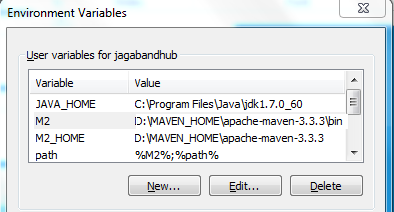 Environment Variables
User variables for jagabandhub
Variable Value
JAVA_HOME C:\Program Files\Java\jdk1.7.0_60
M2 D:\MAVEN_HOME\apache-maven-3.3.3\bin
M2_HOME D:\MAVEN_HOME\apache-maven-3.3.3
path %M2%;%path%
New... Edit... Delete